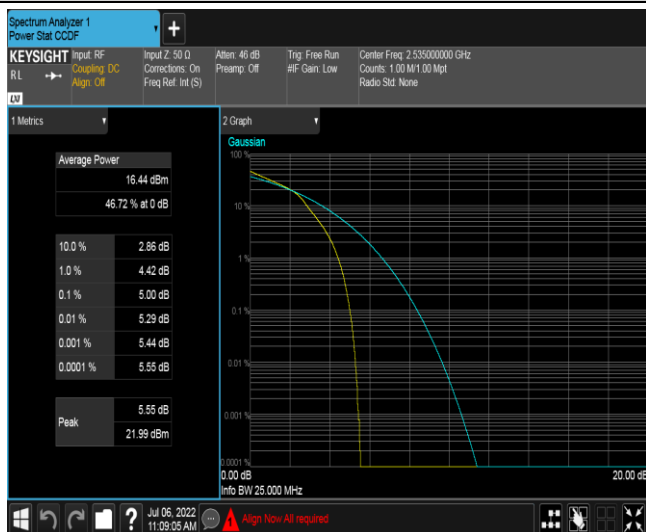 Spectrum Analyzer 1
Power Stat CCDF
+
KEYSIGHT
RL
LXI
Input: RF
Coupling: DC
Align: Off
Input Z: 50 Ω
Corrections: On
Freq Ref: Int (S)
Atten: 46 dB
Preamp: Off
Trig: Free Run
#IF Gain: Low
Center Freq: 2.535000000 GHz
Counts: 1.00 M/1.00 Mpt
Radio Std: None
1 Metrics
Average Power
16.44 dBm
46.72 % at 0 dB
10.0 % 2.86 dB
1.0 % 4.42 dB
0.1 % 5.00 dB
0.01 % 5.29 dB
0.001 % 5.44 dB
0.0001 % 5.55 dB
Peak
5.55 dB
21.99 dBm
2 Graph
Gaussian
100 %
10 %
1 %
0.1 %
0.01 %
0.001 %
0.0001 %
0.00 dB
20.00 dB
Info BW 25.000 MHz
?
Jul 06, 2022
11:09:05 AM
Align Now All required